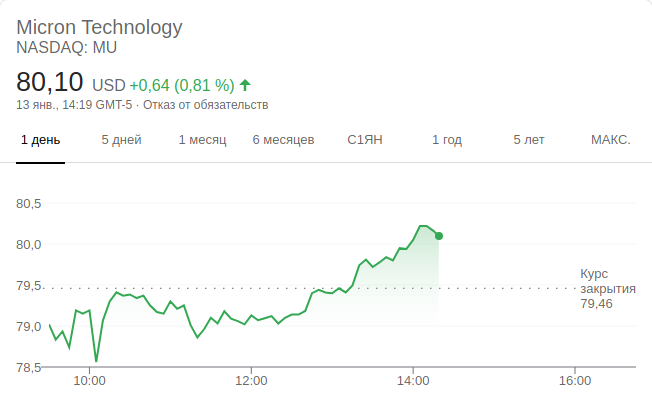 Micron Technology
NASDAQ: MU
80,10 USD +0,64 (0,81 %)
13 янв., 14:19 GMT-5 · Отказ от обязательств
1 день 5 дней 1 месяц 6 месяцев С1ЯН 1 год 5 лет МАКС.
80,5
80,0
79,5
79,0
78,5
Курс
закрытия
79,46
10:00 12:00 14:00 16:00